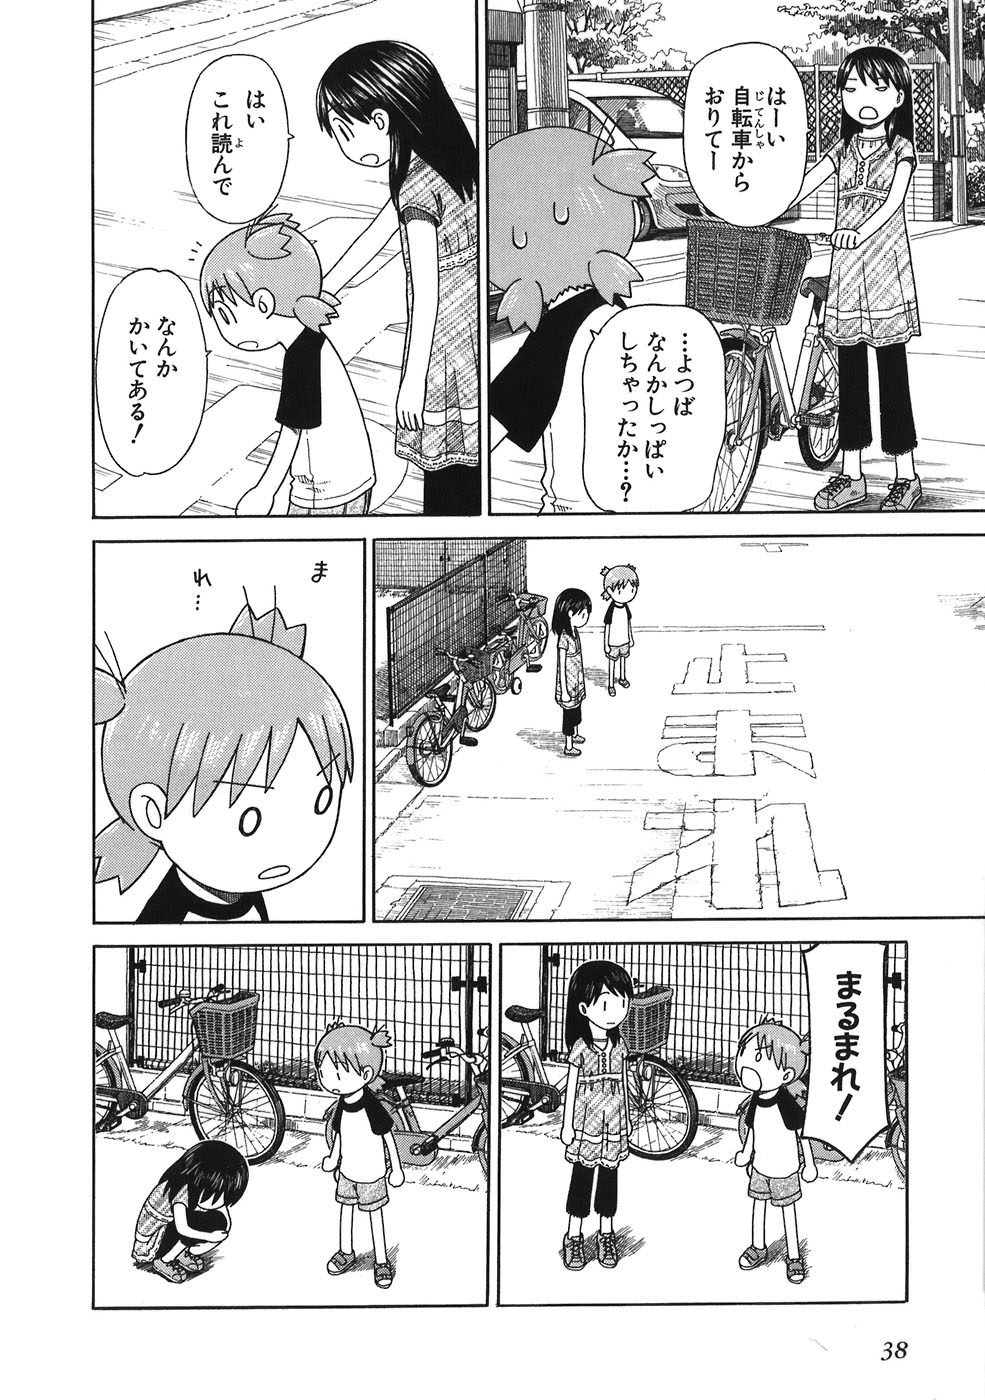 はーい
自転車から
おりてー
…よつば
なんかしっぱい
しちゃったか…?
はい
これ読んで
なんか
かいてある!
止まれ
ま
れ…
まるまれ!
38